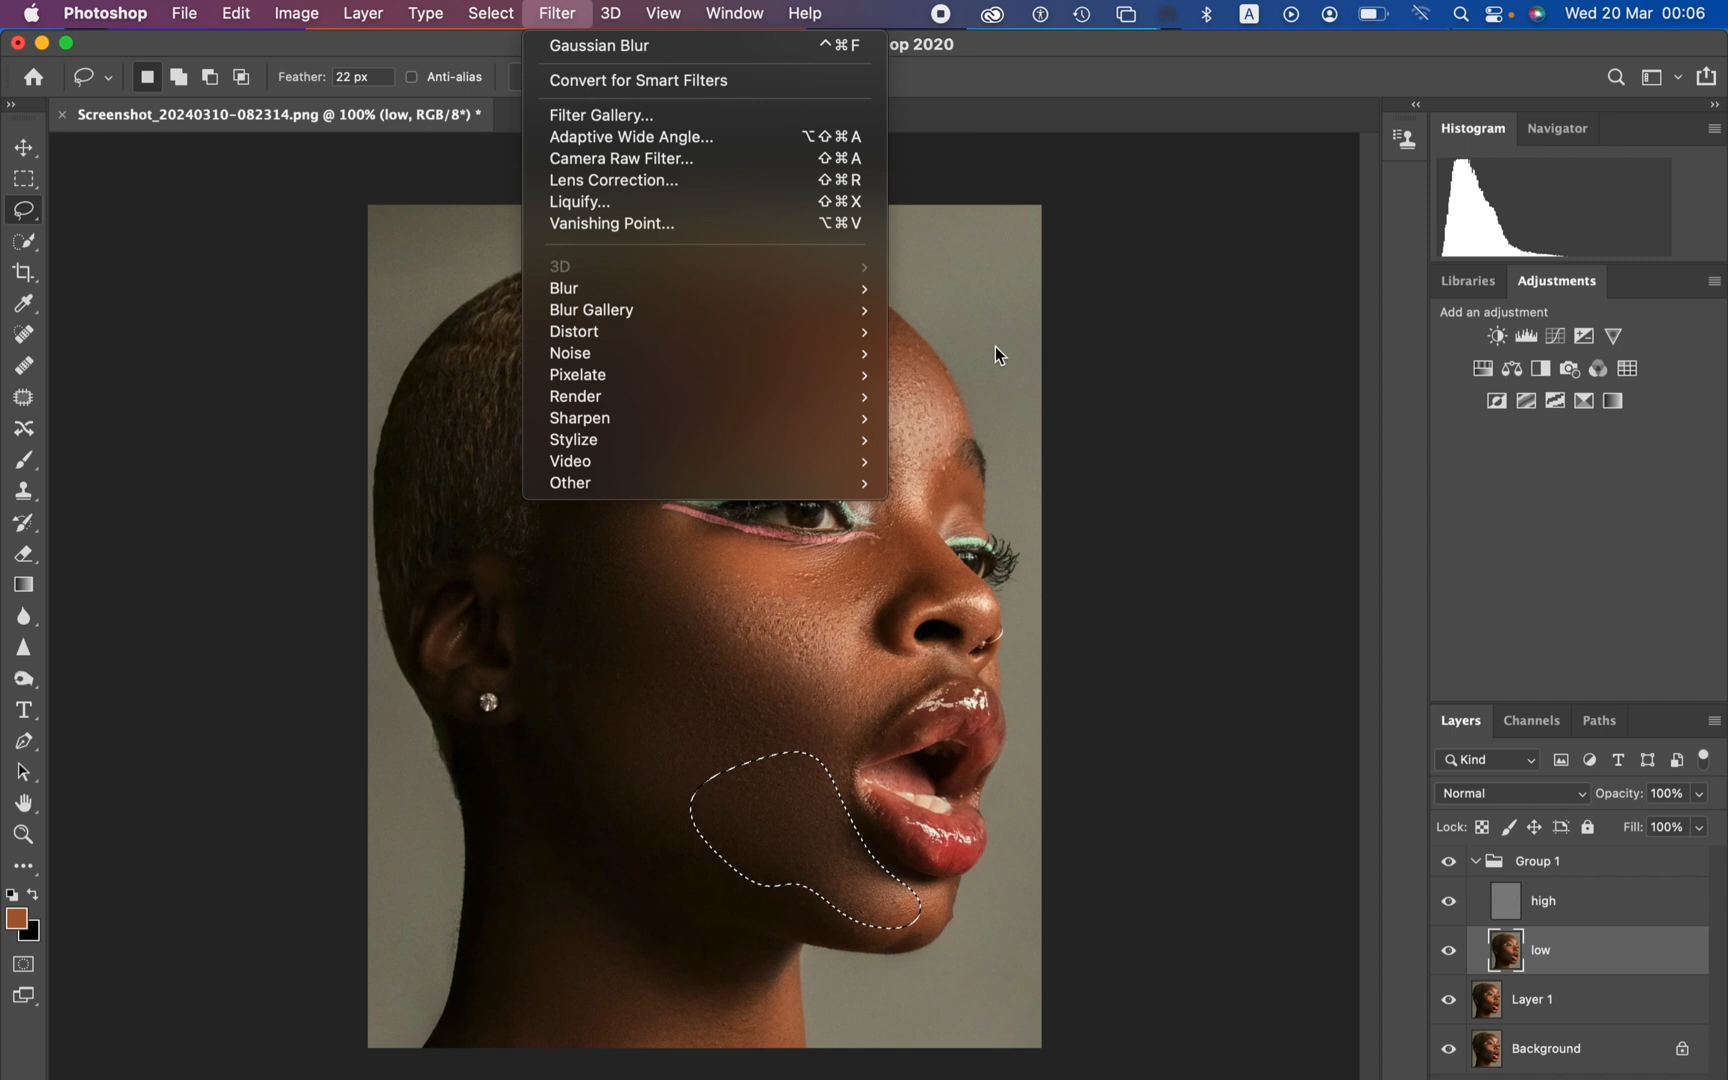 Photoshop File Edit Image Layer Type Select Filter 3D View Window Help A Wed 20 Mar 00:06
op 2020
Feather: 22 px Anti-alias
Screenshot_20240310-082314.png @ 100% (low, RGB/8*) *
Gaussian Blur ^⌘F
Convert for Smart Filters
Filter Gallery...
Adaptive Wide Angle... ⌥⇧⌘A
Camera Raw Filter... ⇧⌘A
Lens Correction... ⇧⌘R
Liquify... ⇧⌘X
Vanishing Point... ⌥⌘V
3D
Blur
Blur Gallery
Distort
Noise
Pixelate
Render
Sharpen
Stylize
Video
Other
Histogram Navigator
Libraries Adjustments
Add an adjustment
Layers Channels Paths
Kind
Normal Opacity: 100%
Lock: Fill: 100%
Group 1
high
low
Layer 1
Background